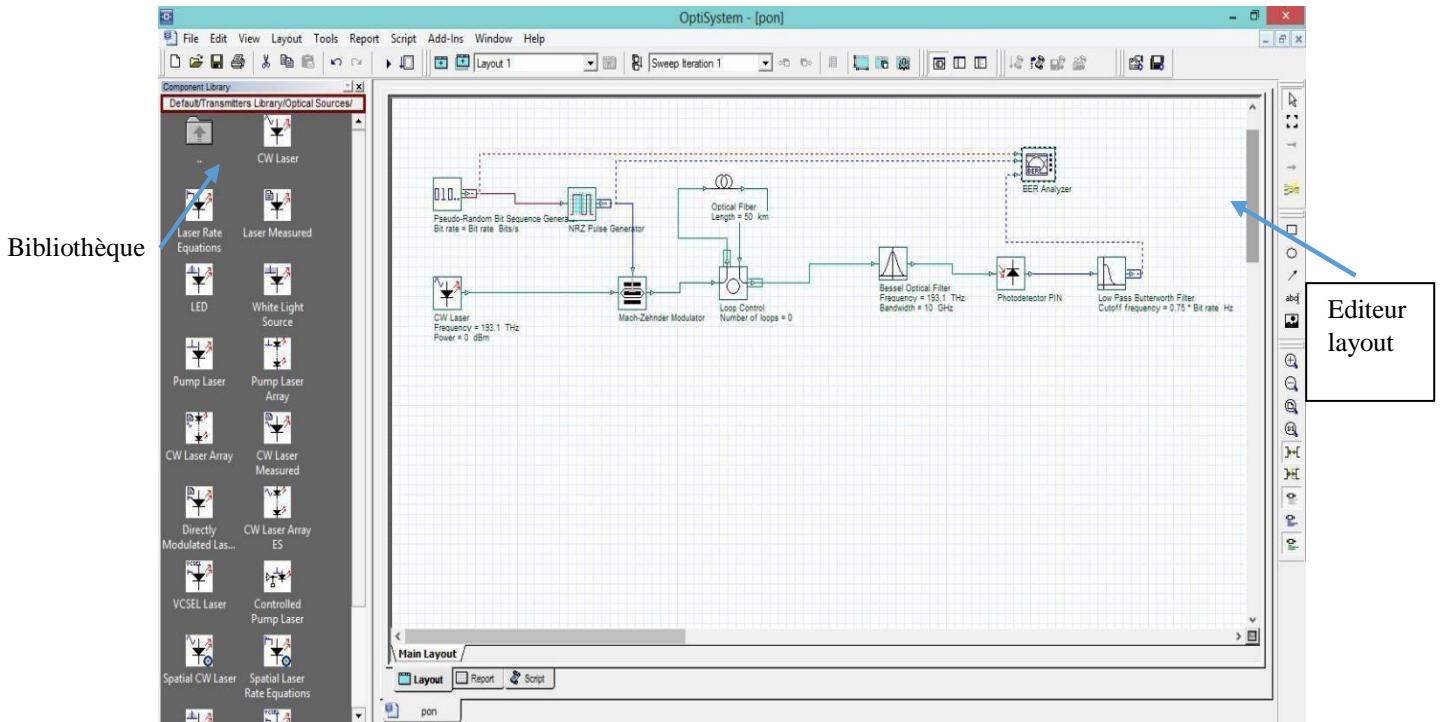 OptiSystem - [pon]
File Edit View Layout Tools Report Script Add-Ins Window Help
Layout 1
Sweep Iteration 1
Component Library
Default/Transmitters Library/Optical Sources/
..
CW Laser
Laser Rate
Equations
Laser Measured
LED
White Light
Source
Pump Laser
Pump Laser
Array
CW Laser Array
CW Laser
Measured
Directly
Modulated Las...
CW Laser Array
ES
VCSEL
VCSEL Laser
Controlled
Pump Laser
Spatial CW Laser
Spatial Laser
Rate Equations
Bibliothèque
010..
Pseudo-Random Bit Sequence Genera
Bit rate = Bit rate Bits/s
NRZ Pulse Generator
CW Laser
Frequency = 193.1 THz
Power = 0 dBm
Mach-Zehnder Modulator
Optical Fiber
Length = 50 km
Loop Control
Number of loops = 0
Bessel Optical Filter
Frequency = 193.1 THz
Bandwidth = 10 GHz
Photodetector PIN
Low Pass Butterworth Filter
Cutoff frequency = 0.75 * Bit rate Hz
BER
BER Analyzer
abc
Editeur
layout
Main Layout
Layout Report Script
pon